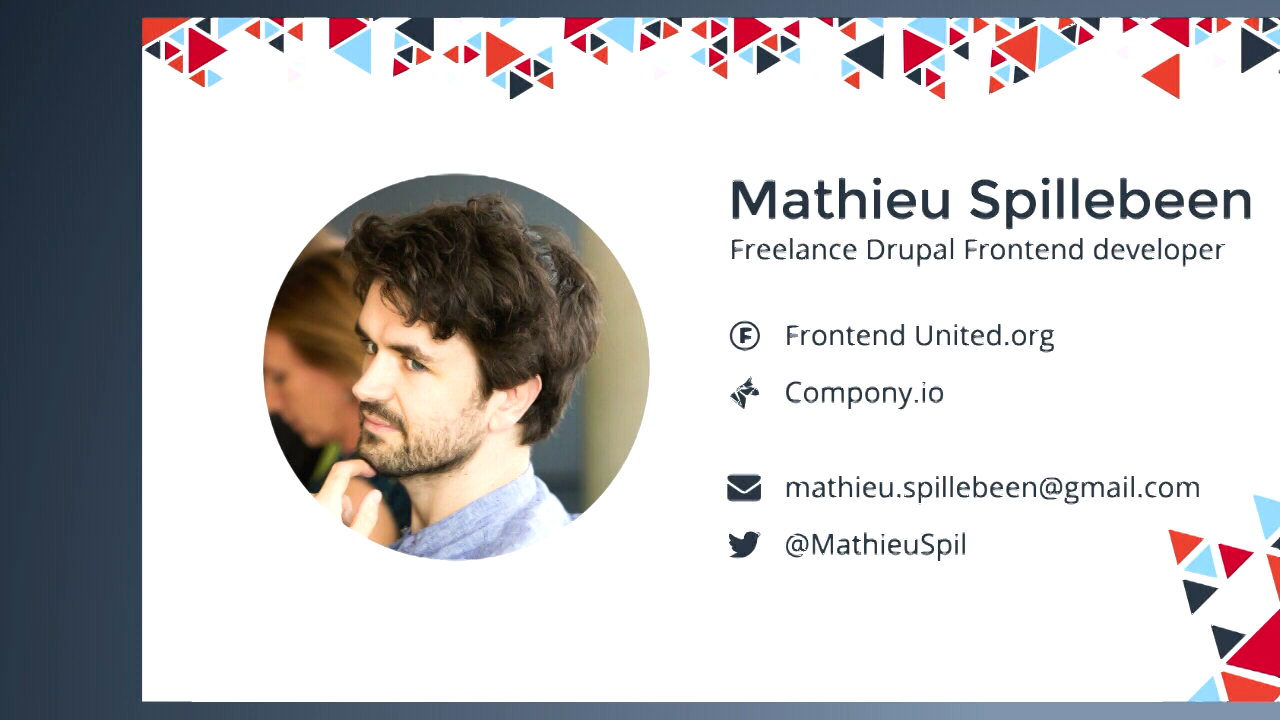 Mathieu Spillebeen
Freelance Drupal Frontend developer
F Frontend United.org
Compony.io
mathieu.spillebeen@gmail.com
@MathieuSpil